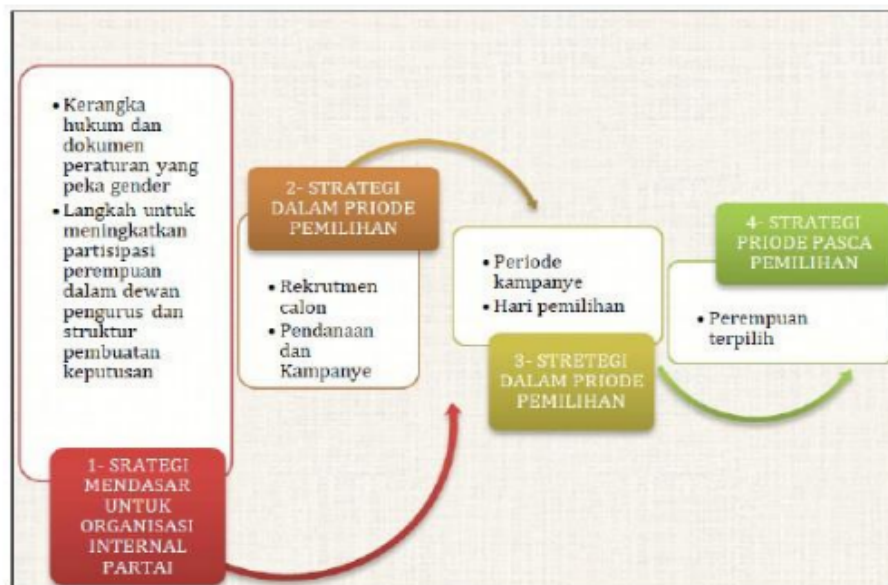 • Kerangka
hukum dan
dokumen
peraturan yang
peka gender
• Langkah untuk
meningkatkan
partisipasi
perempuan
dalam dewan
pengurus dan
struktur
pembuatan
keputusan
1- SRATEGI
MENDASAR
UNTUK
ORGANISASI
INTERNAL
PARTAI
2- STRATEGI
DALAM PRIODE
PEMILIHAN
• Rekrutmen
calon
• Pendanaan
dan
Kampanye
• Periode
kampanye
• Hari pemilihan
3- STRETEGI
DALAM PRIODE
PEMILIHAN
4- STRATEGI
PRIODE PASCA
PEMILIHAN
• Perempuan
terpilih